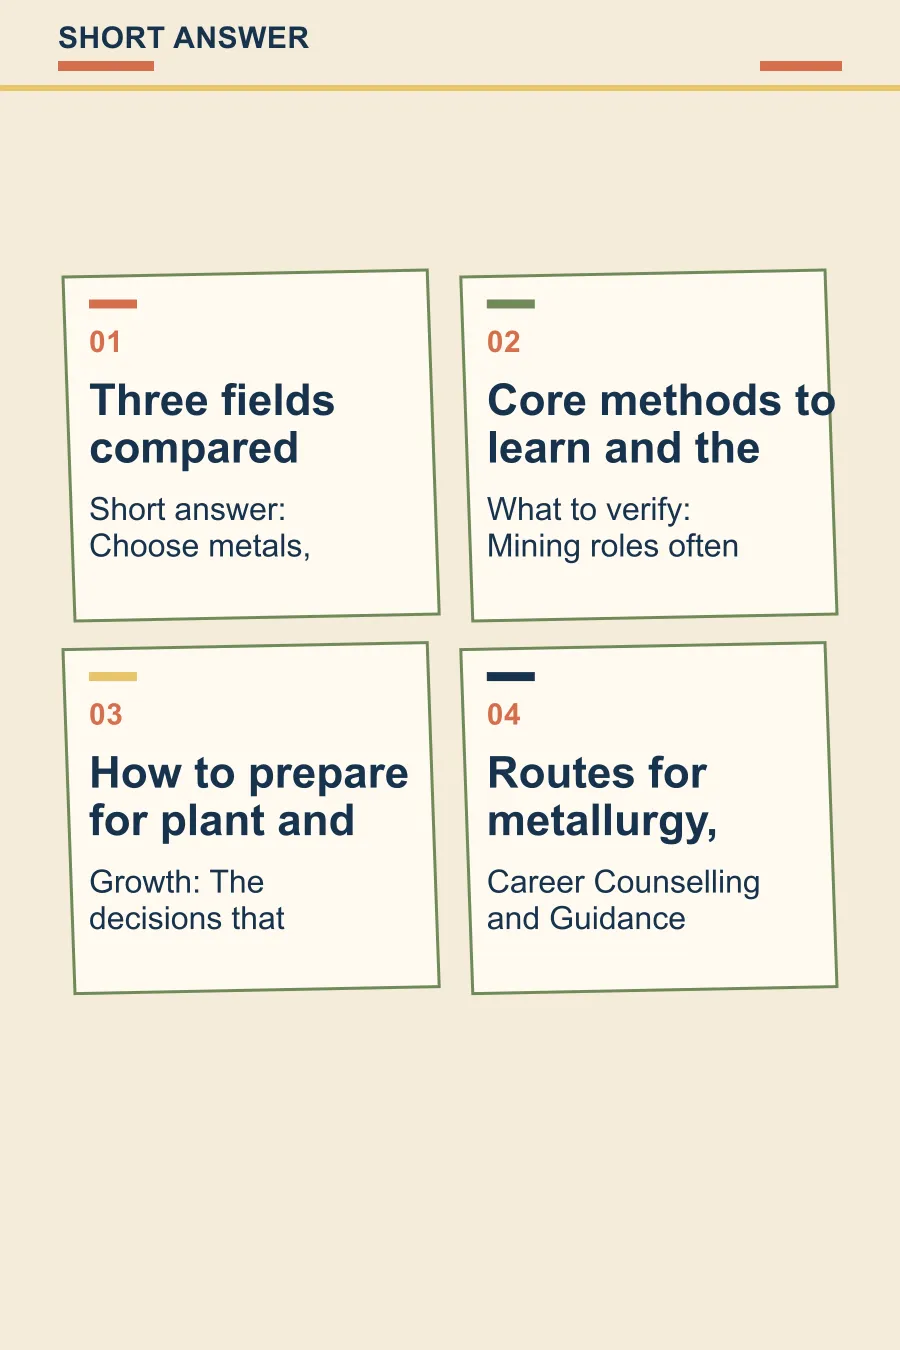 SHORT ANSWER
01
Three fields
compared
Short answer:
Choose metals,
02
Core methods to
learn and the
What to verify:
Mining roles often
03
How to prepare
for plant and
Growth: The
decisions that
04
Routes for
metallurgy,
Career Counselling
and Guidance